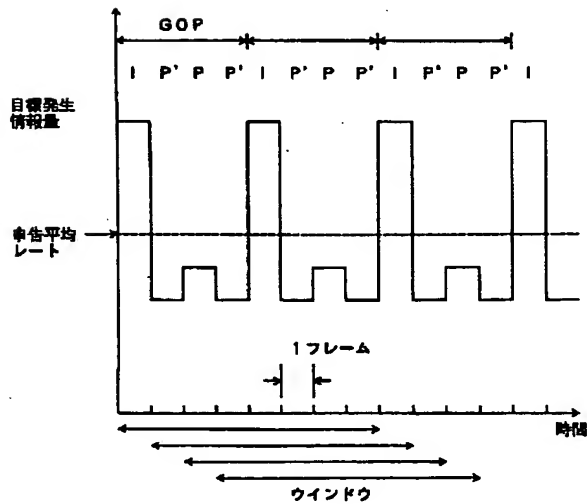 GOP
I P' P P' I P' P P' I P' P P' I
目標発生
情報量
申告平均
レート
1フレーム
時間
ウインドウ